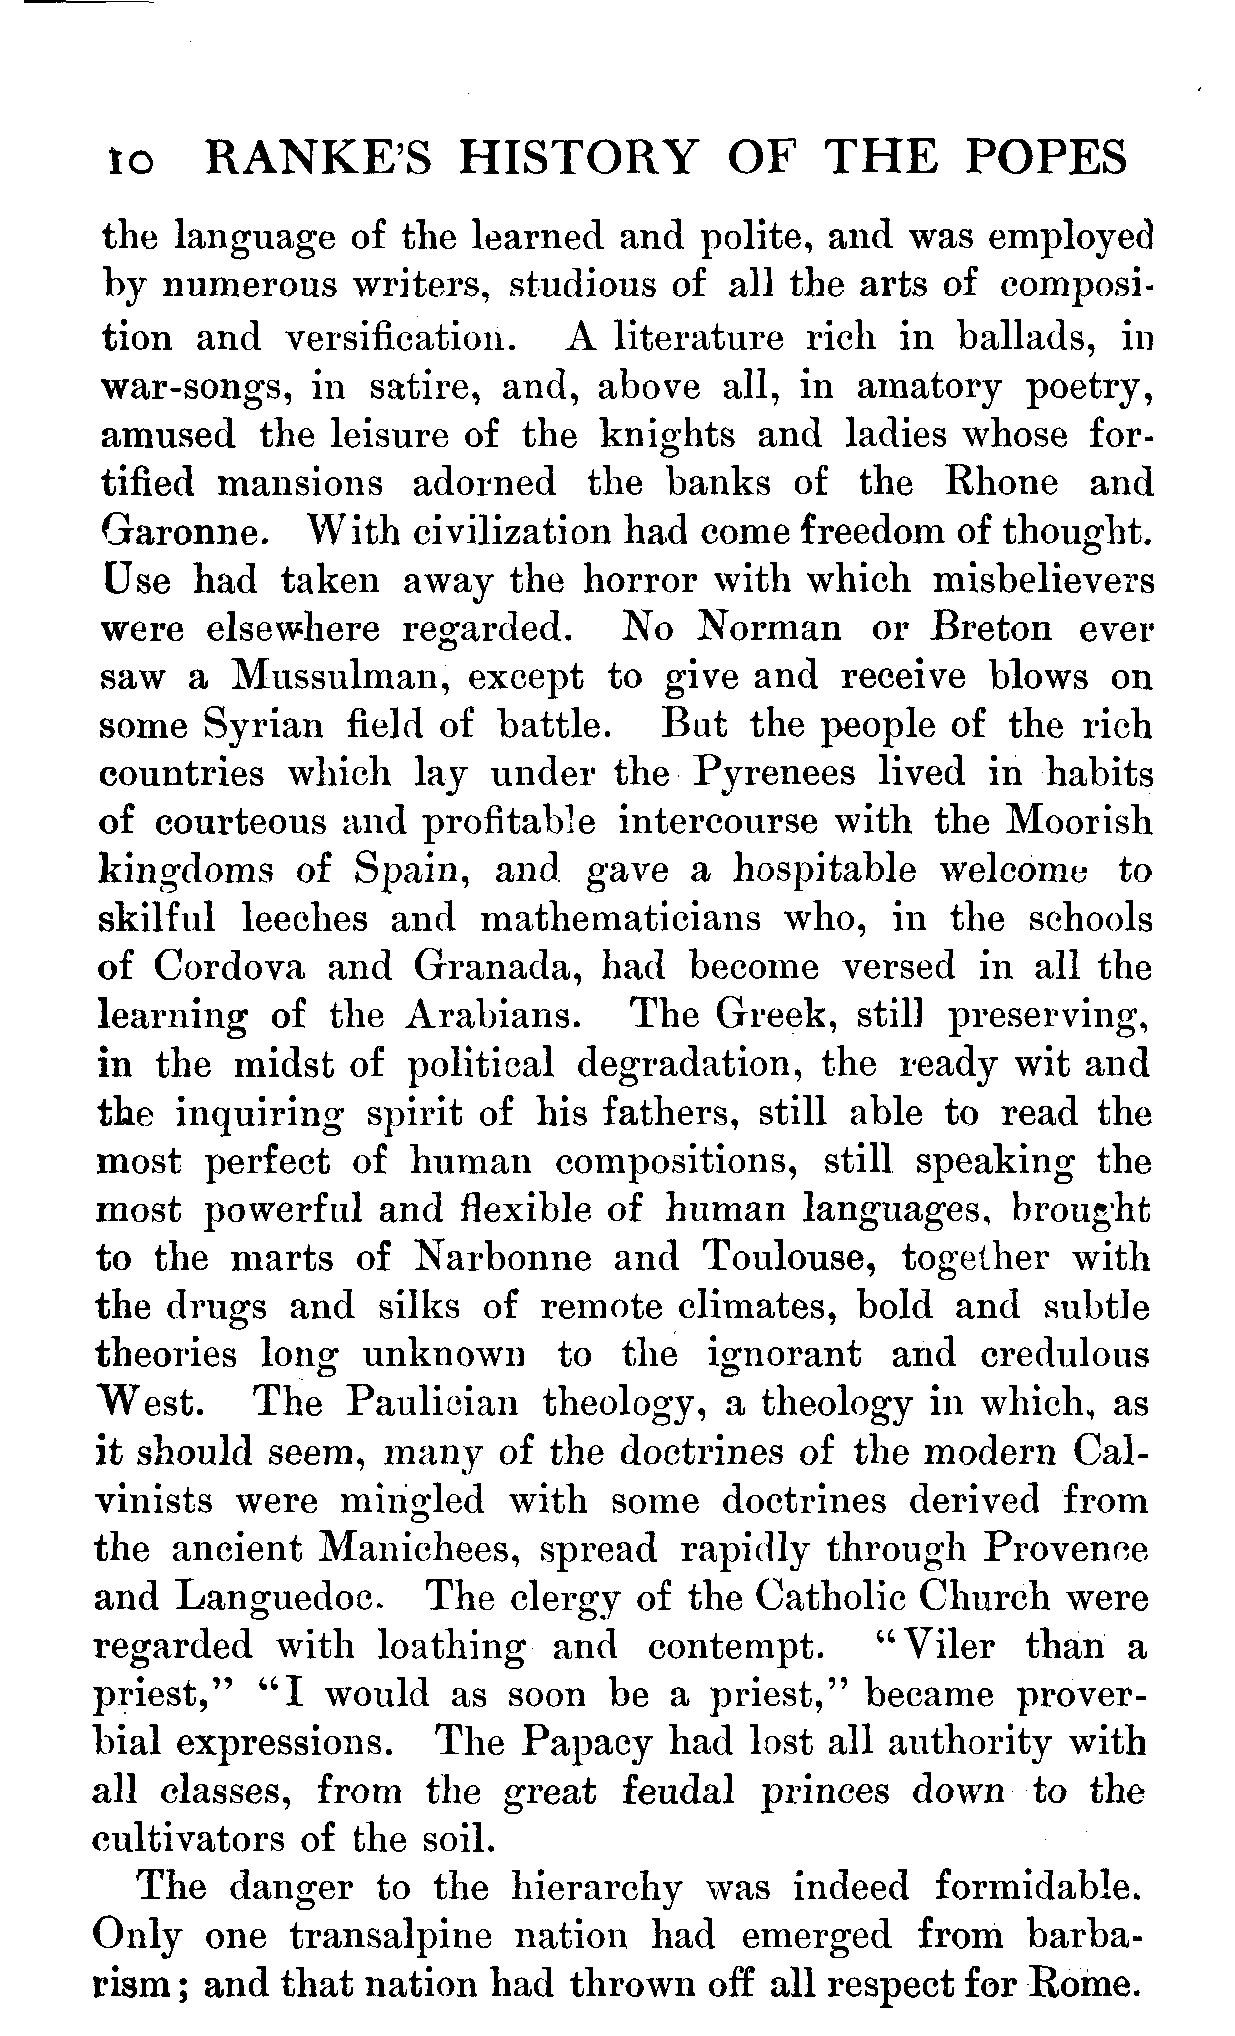 10 RANKE'S HISTORY OF THE POPES
the language of the learned and polite, and was employed
by numerous writers, studious of all the arts of composi-
tion and versification. A literature rich in ballads, in
war-songs, in satire, and, above all, in amatory poetry,
amused the leisure of the knights and ladies whose for-
tified mansions adorned the banks of the Rhone and
Garonne. With civilization had come freedom of thought.
Use had taken away the horror with which misbelievers
were elsewhere regarded. No Norman or Breton ever
saw a Mussulman, except to give and receive blows on
some Syrian field of battle. But the people of the rich
countries which lay under the Pyrenees lived in habits
of courteous and profitable intercourse with the Moorish
kingdoms of Spain, and gave a hospitable welcome to
skilful leeches and mathematicians who, in the schools
of Cordova and Granada, had become versed in all the
learning of the Arabians. The Greek, still preserving,
in the midst of political degradation, the ready wit and
the inquiring spirit of his fathers, still able to read the
most perfect of human compositions, still speaking the
most powerful and flexible of human languages, brought
to the marts of Narbonne and Toulouse, together with
the drugs and silks of remote climates, bold and subtle
theories long unknown to the ignorant and credulous
West. The Paulician theology, a theology in which, as
it should seem, many of the doctrines of the modern Cal-
vinists were mingled with some doctrines derived from
the ancient Manichees, spread rapidly through Provence
and Languedoc. The clergy of the Catholic Church were
regarded with loathing and contempt. "Viler than a
priest," "I would as soon be a priest," became prover-
bial expressions. The Papacy had lost all authority with
all classes, from the great feudal princes down to the
cultivators of the soil.
The danger to the hierarchy was indeed formidable.
Only one transalpine nation had emerged from barba-
rism; and that nation had thrown off all respect for Rome.